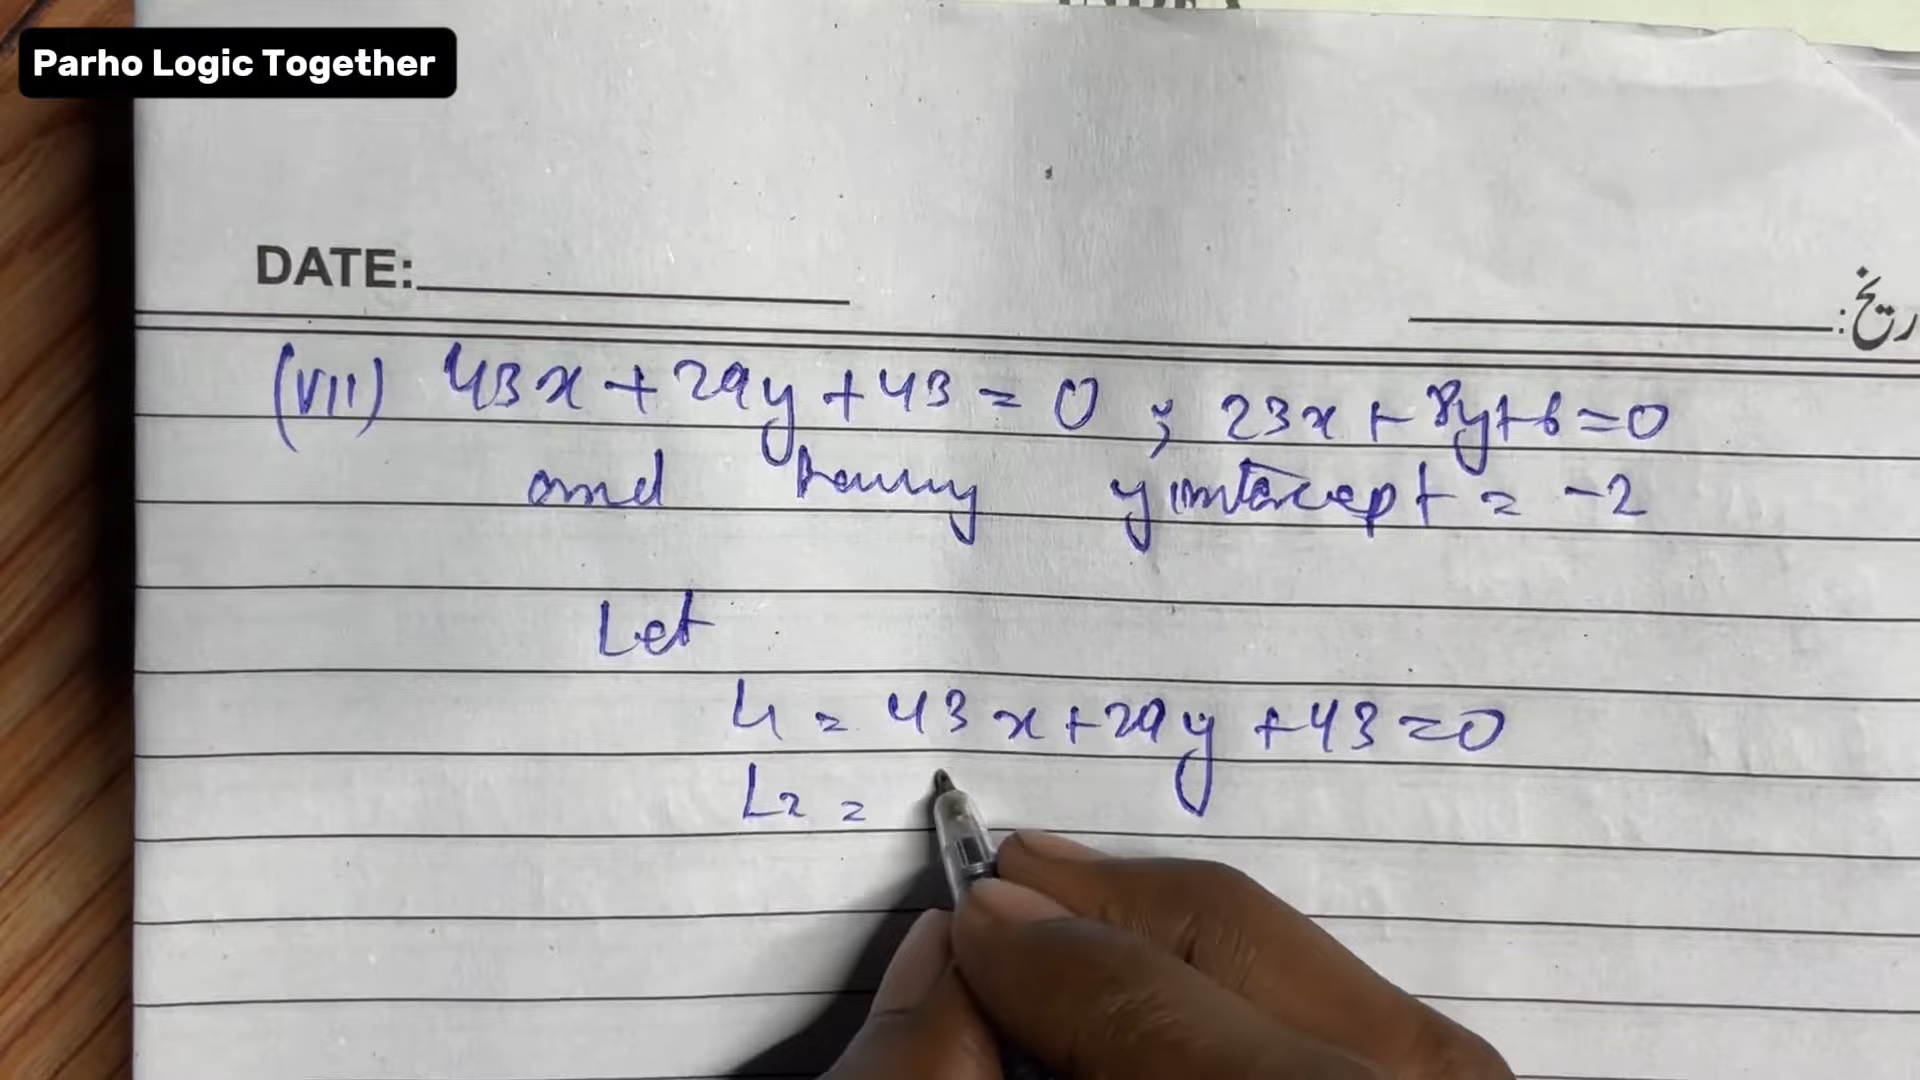 Parho Logic Together
DATE:
(VII) 43x + 29y + 43 = 0 ; 23x + 8y + 6 = 0
and having y intercept = -2
Let
L1 = 43x + 29y + 43 = 0
L2 =